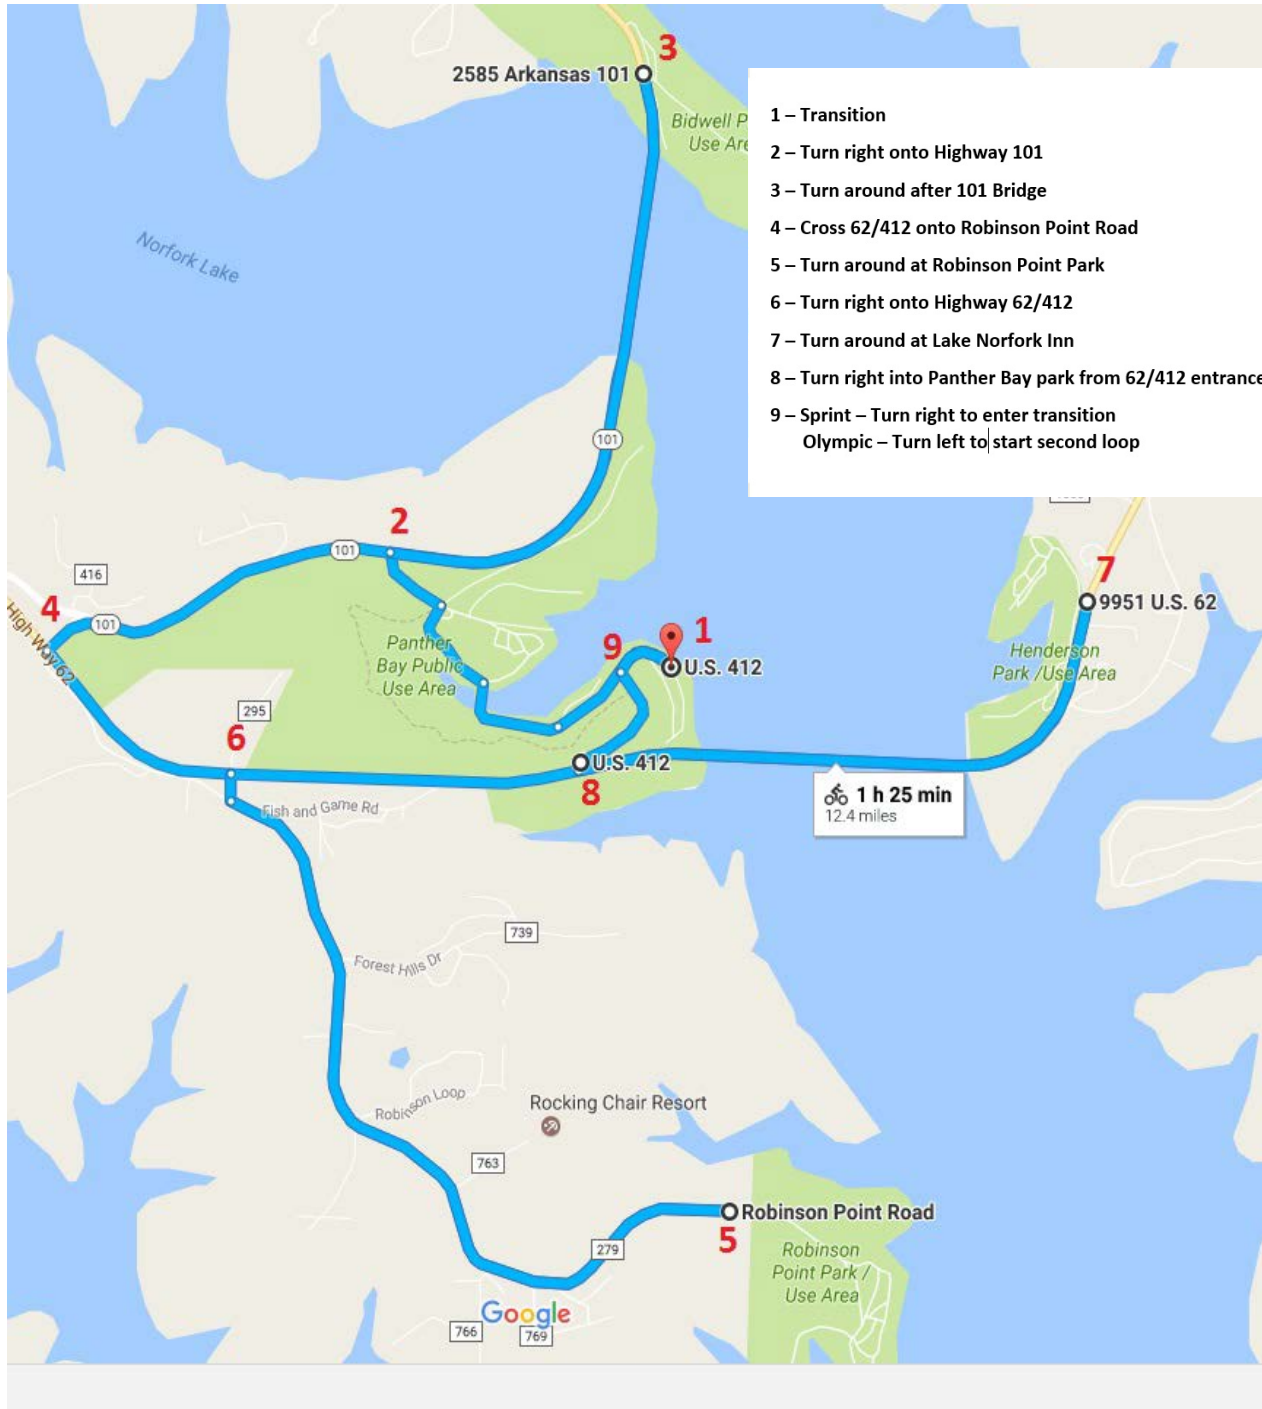 3
2585 Arkansas 101
Bidwell P
Use Are
1 – Transition
2 – Turn right onto Highway 101
3 – Turn around after 101 Bridge
4 – Cross 62/412 onto Robinson Point Road
5 – Turn around at Robinson Point Park
6 – Turn right onto Highway 62/412
7 – Turn around at Lake Norfork Inn
8 – Turn right into Panther Bay park from 62/412 entrance
9 – Sprint – Turn right to enter transition
Olympic – Turn left to start second loop
Norfork Lake
101
2
101
416
4
101
High Way 62
7
9951 U.S. 62
Henderson
Park /Use Area
Panther
Bay Public
Use Area
9
1
U.S. 412
295
6
U.S. 412
8
1 h 25 min
12.4 miles
Fish and Game Rd
739
Forest Hills Dr
Robinson Loop
Rocking Chair Resort
763
Robinson Point Road
5
279
Robinson
Point Park /
Use Area
Google
766
769